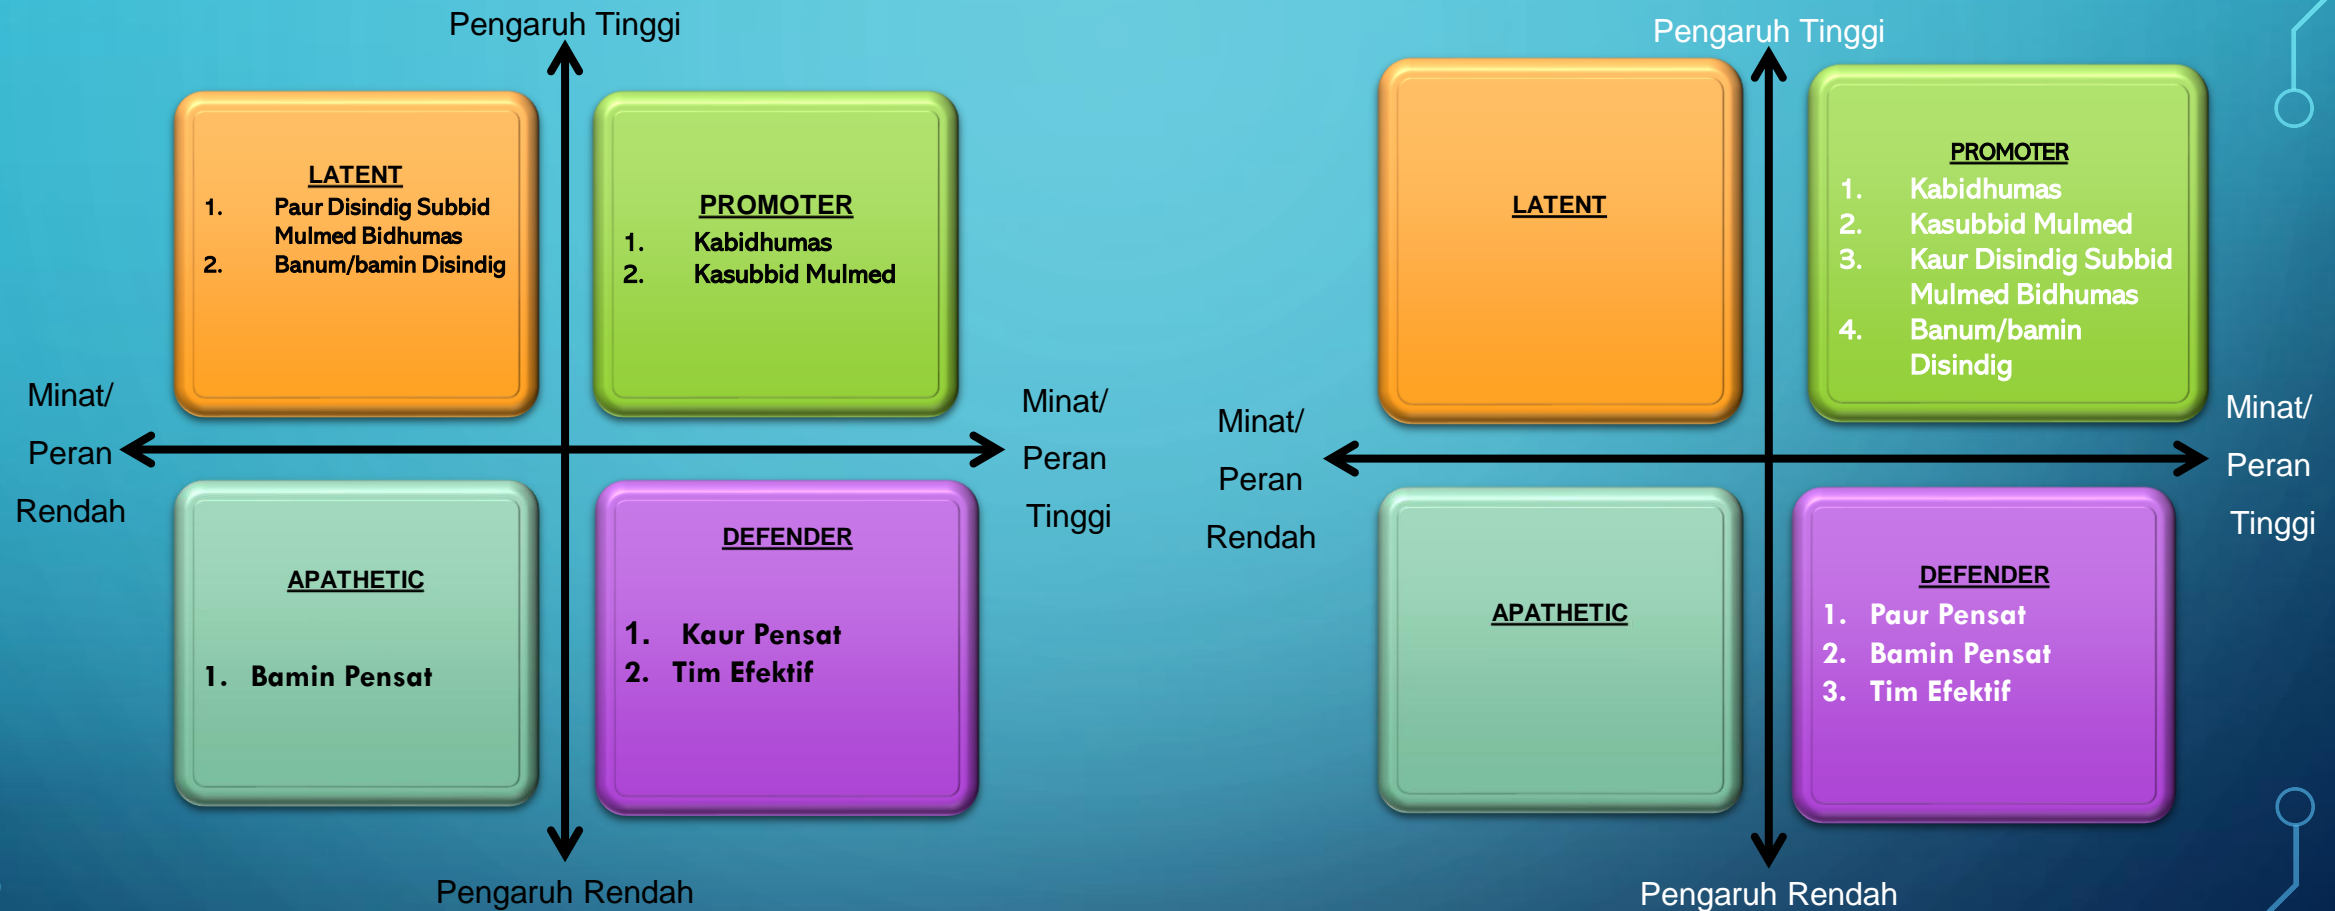 Pengaruh Tinggi
LATENT
1. Paur Disindig Subbid
Mulmed Bidhumas
2. Banum/bamin Disindig
PROMOTER
1. Kabidhumas
2. Kasubbid Mulmed
Minat/
Peran
Rendah
Minat/
Peran
Tinggi
APATHETIC
1. Bamin Pensat
DEFENDER
1. Kaur Pensat
2. Tim Efektif
Pengaruh Rendah
Pengaruh Tinggi
LATENT
PROMOTER
1. Kabidhumas
2. Kasubbid Mulmed
3. Kaur Disindig Subbid
Mulmed Bidhumas
4. Banum/bamin
Disindig
Minat/
Peran
Rendah
Minat/
Peran
Tinggi
APATHETIC
DEFENDER
1. Paur Pensat
2. Bamin Pensat
3. Tim Efektif
Pengaruh Rendah